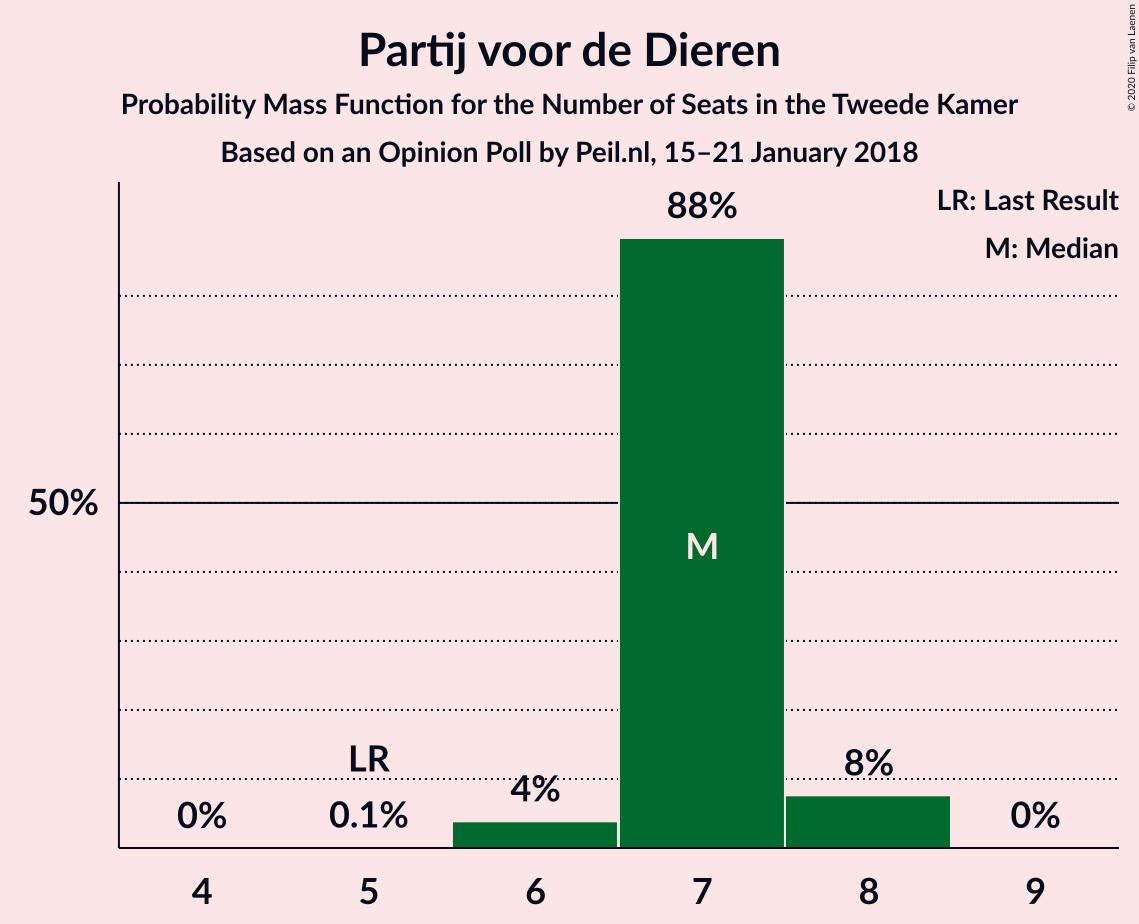 Partij voor de Dieren
Probability Mass Function for the Number of Seats in the Tweede Kamer
Based on an Opinion Poll by Peil.nl, 15–21 January 2018
© 2020 Filip van Laenen
LR: Last Result
M: Median
88%
50%
M
LR
0%
0.1%
4%
8%
0%
4 5 6 7 8 9